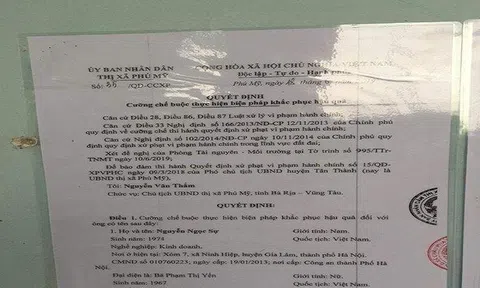 ỦY BAN NHÂN DÂN
THỊ XÃ PHÚ MỸ
Số: 36 /QĐ-CCXP
CỘNG HÒA XÃ HỘI CHỦ NGHĨA VIỆT NAM
Độc lập - Tự do - Hạnh phúc
Phú Mỹ, ngày
QUYẾT ĐỊNH
Cưỡng chế buộc thực hiện biện pháp khắc phục hậu quả
Căn cứ Điều 28, Điều 86, Điều 87 Luật xử lý vi phạm hành chính;
Căn cứ Điều 33 Nghị định số 166/2013/NĐ-CP 12/11/2013 của Chính phủ
quy định về cưỡng chế thi hành quyết định xử phạt vi phạm hành chính;
Căn cứ Nghị định số 102/2014/NĐ-CP ngày 10/11/2014 của Chính phủ quy
định quy định xử phạt vi phạm hành chính trong lĩnh vực đất đai;
Xét đề nghị của Phòng Tài nguyên - Môi trường tại Tờ trình số 995/TTr-
TNMT ngày 10/6/2019;
Để bảo đảm thi hành Quyết định xử phạt vi phạm hành chính số 15/QĐ-
XPVPHC ngày 09/3/2018 của phó Chủ tịch UBND huyện Tân Thành (nay là
UBND thị xã Phú Mỹ),
Tôi: Nguyễn Văn Thắm
Chức vụ: Chủ tịch UBND thị xã Phú Mỹ, tỉnh Bà Rịa – Vũng Tàu.
QUYẾT ĐỊNH:
Điều 1. Cưỡng chế buộc thực hiện biện pháp khắc phục hậu quả đối với
ông có tên sau đây:
1. Họ và tên: Nguyễn Ngọc Sự Giới tính: Nam.
Sinh năm: 1974 Quốc tịch: Việt Nam.
Nghề nghiệp: Kinh doanh.
Nơi ở hiện tại: Xóm 7, xã Ninh Hiệp, huyện Gia Lâm, thành phố Hà Nội.
CMND số 010760223; ngày cấp: 19/01/2013; nơi cấp: Công an thành phố Hà
Nội.
Đại diện là: Bà Phạm Thị Yến Giới tính: Nữ.
Sinh năm: 1967 Quốc tịch: Việt Nam.